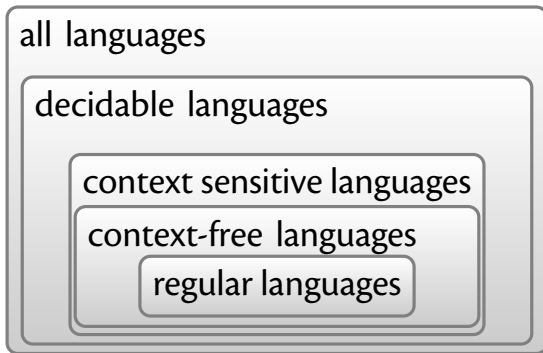 all languages
decidable languages
context sensitive languages
context-free languages
regular languages